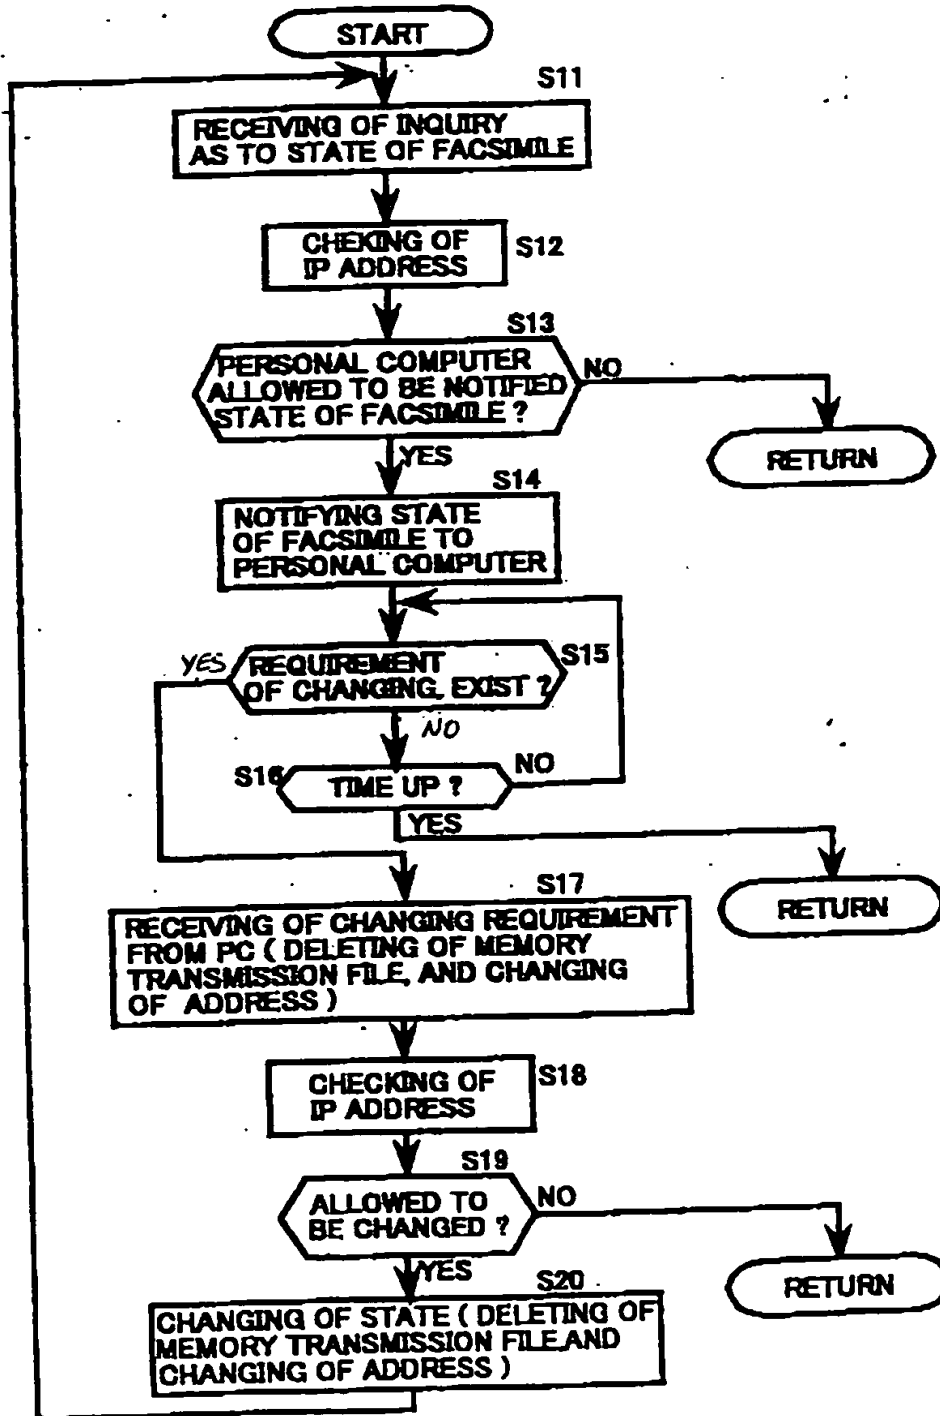 START
S11
RECEIVING OF INQUIRY
AS TO STATE OF FACSIMILE
CHEKING OF
IP ADDRESS
S12
S13
PERSONAL COMPUTER
ALLOWED TO BE NOTIFIED
STATE OF FACSIMILE ?
NO
RETURN
YES
S14
NOTIFYING STATE
OF FACSIMILE TO
PERSONAL COMPUTER
YES
REQUIREMENT
OF CHANGING, EXIST ?
S15
NO
S16
TIME UP ?
NO
YES
RETURN
S17
RECEIVING OF CHANGING REQUIREMENT
FROM PC ( DELETING OF MEMORY
TRANSMISSION FILE, AND CHANGING
OF ADDRESS )
CHECKING OF
IP ADDRESS
S18
S19
ALLOWED TO
BE CHANGED ?
NO
RETURN
YES
S20
CHANGING OF STATE ( DELETING OF
MEMORY TRANSMISSION FILE,AND
CHANGING OF ADDRESS )